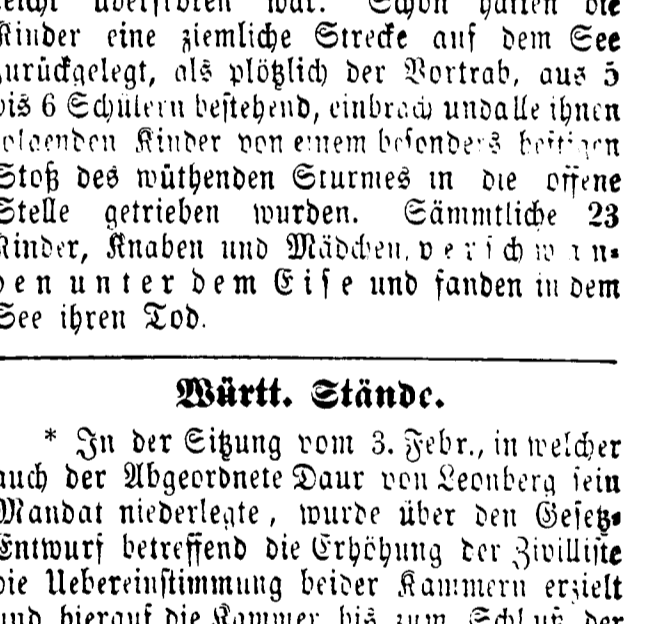 leicht überfroren war. Schon hatten die
Kinder eine ziemliche Strecke auf dem See
zurückgelegt, als plötzlich der Vortrab, aus 5
bis 6 Schülern bestehend, einbrach und alle ihnen
folgenden Kinder von einem besonders heftigen
Stoß des wüthenden Sturmes in die offene
Stelle getrieben wurden. Sämmtliche 23
Kinder, Knaben und Mädchen, verschwan-
den unter dem Eise und fanden in dem
See ihren Tod.
Württ. Stände.
* In der Sitzung vom 3. Febr., in welcher
auch der Abgeordnete Daur von Leonberg sein
Mandat niederlegte, wurde über den Gesetz-
Entwurf betreffend die Erhöhung der Zivilliste
die Uebereinstimmung beider Kammern erzielt
und hierauf die Kammer bis zum Schluß der